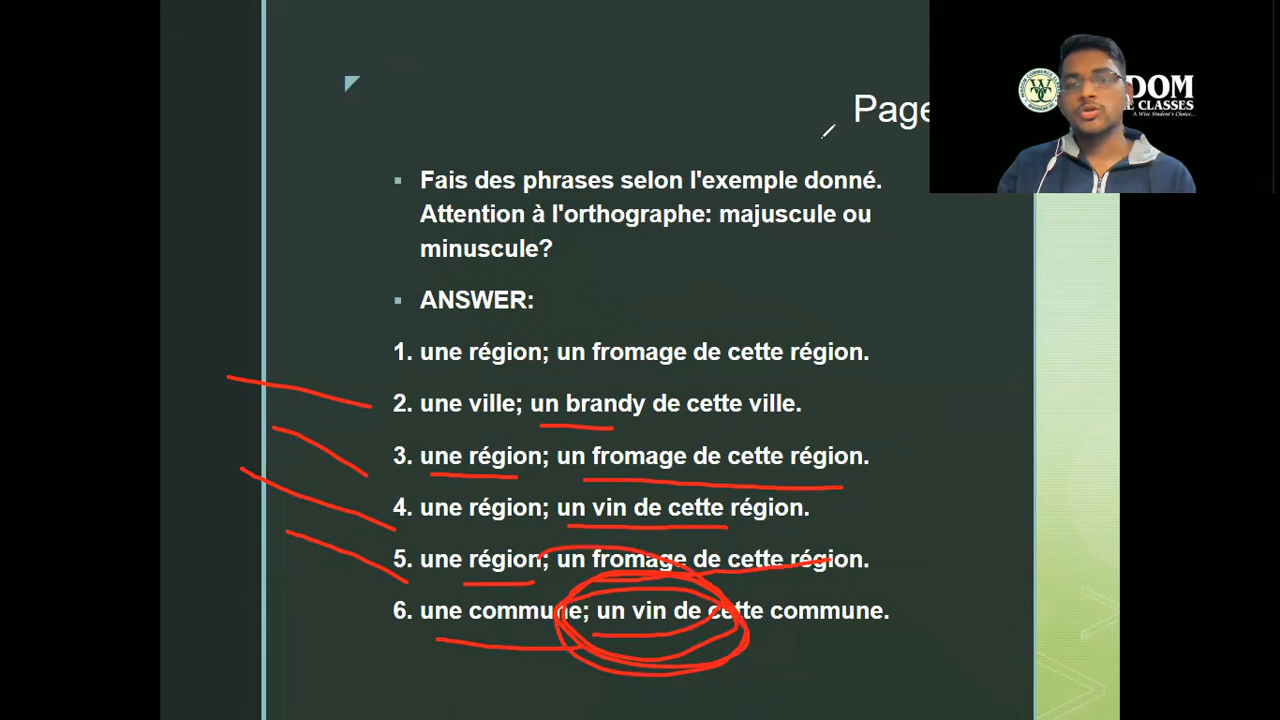 Page
DOM
E CLASSES
A Wise Student's Choice...
Fais des phrases selon l'exemple donné.
Attention à l'orthographe: majuscule ou
minuscule?
ANSWER:
1. une région; un fromage de cette région.
2. une ville; un brandy de cette ville.
3. une région; un fromage de cette région.
4. une région; un vin de cette région.
5. une région; un fromage de cette région.
6. une commune; un vin de cette commune.